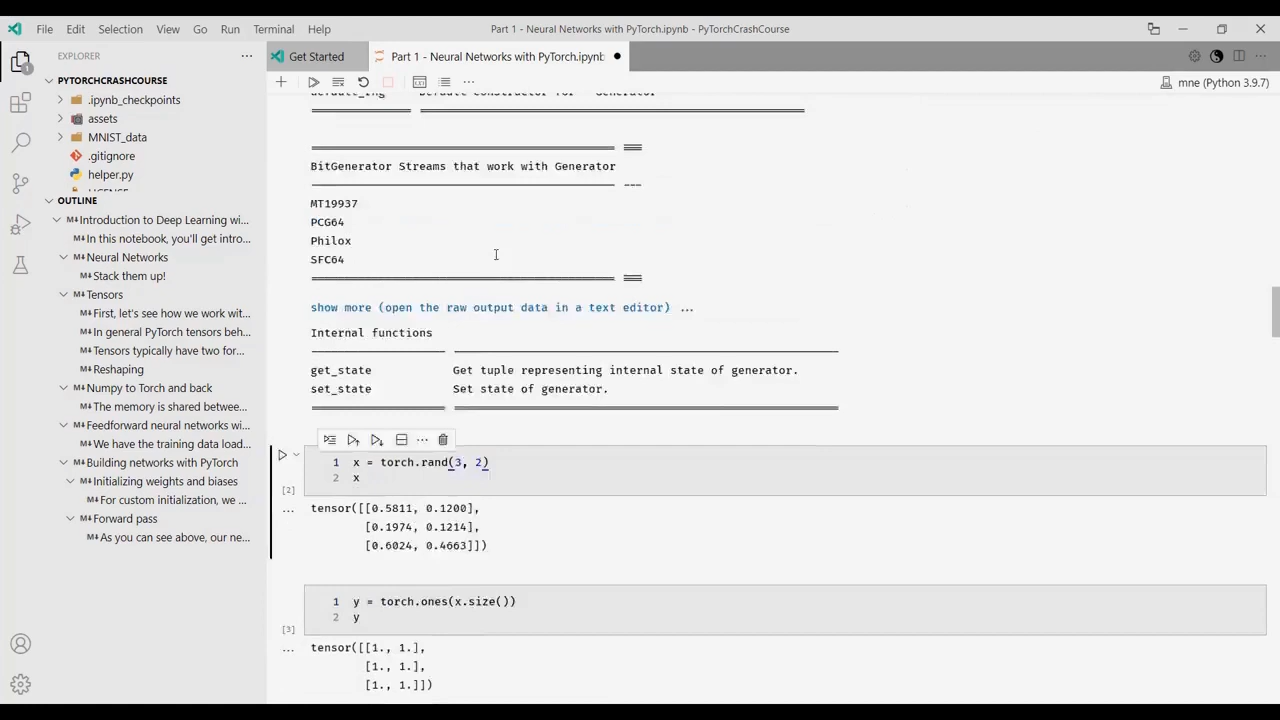 File Edit Selection View Go Run Terminal Help Part 1 - Neural Networks with PyTorch.ipynb - PyTorchCrashCourse
EXPLORER
PYTORCHCRASHCOURSE
.ipynb_checkpoints
assets
MNIST_data
.gitignore
helper.py
LICENSE
OUTLINE
Introduction to Deep Learning wi...
In this notebook, you'll get intro...
Neural Networks
Stack them up!
Tensors
First, let's see how we work wit...
In general PyTorch tensors beh...
Tensors typically have two for...
Reshaping
Numpy to Torch and back
The memory is shared betwee...
Feedforward neural networks wi...
We have the training data load...
Building networks with PyTorch
Initializing weights and biases
For custom initialization, we ...
Forward pass
As you can see above, our ne...
Get Started Part 1 - Neural Networks with PyTorch.ipynb
mne (Python 3.9.7)
default_rng Default constructor for ``Generator``
BitGenerator Streams that work with Generator
MT19937
PCG64
Philox
SFC64
show more (open the raw output data in a text editor) ...
Internal functions
get_state Get tuple representing internal state of generator.
set_state Set state of generator.
1 x = torch.rand(3, 2)
2 x
[2]
tensor([[0.5811, 0.1200],
[0.1974, 0.1214],
[0.6024, 0.4663]])
1 y = torch.ones(x.size())
2 y
[3]
tensor([[1., 1.],
[1., 1.],
[1., 1.]])